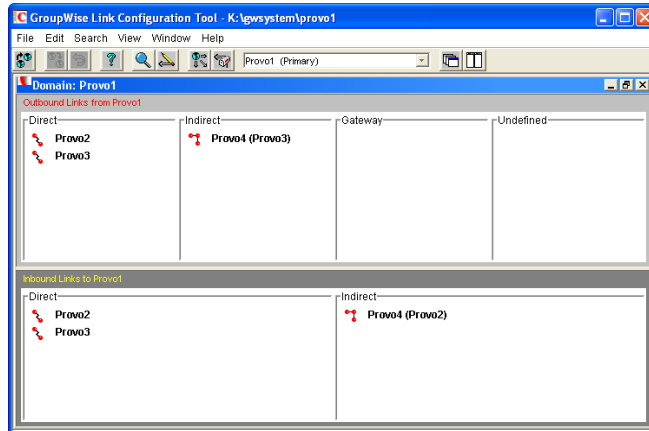 GroupWise Link Configuration Tool - K:\gwsystem\provo1
File Edit Search View Window Help
Provo1 (Primary)
Domain: Provo1
Outbound Links from Provo1
Direct Indirect Gateway Undefined
Provo2 Provo4 (Provo3)
Provo3
Inbound Links to Provo1
Direct Indirect
Provo2 Provo4 (Provo2)
Provo3